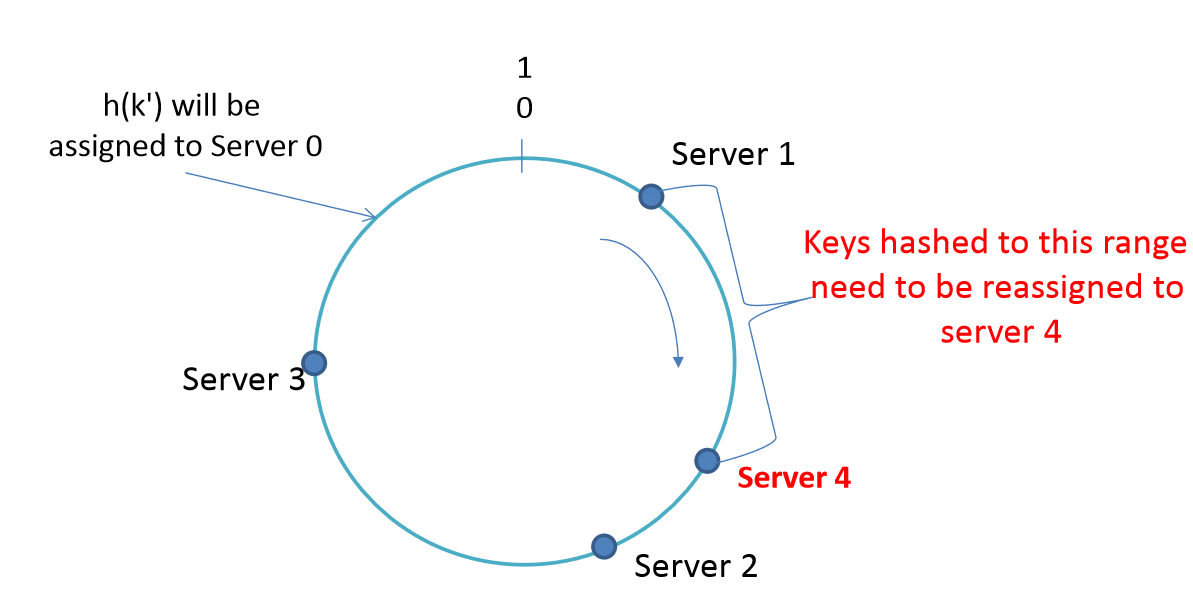 1
0
h(k') will be
assigned to Server 0
Server 1
Keys hashed to this range
need to be reassigned to
server 4
Server 3
Server 4
Server 2